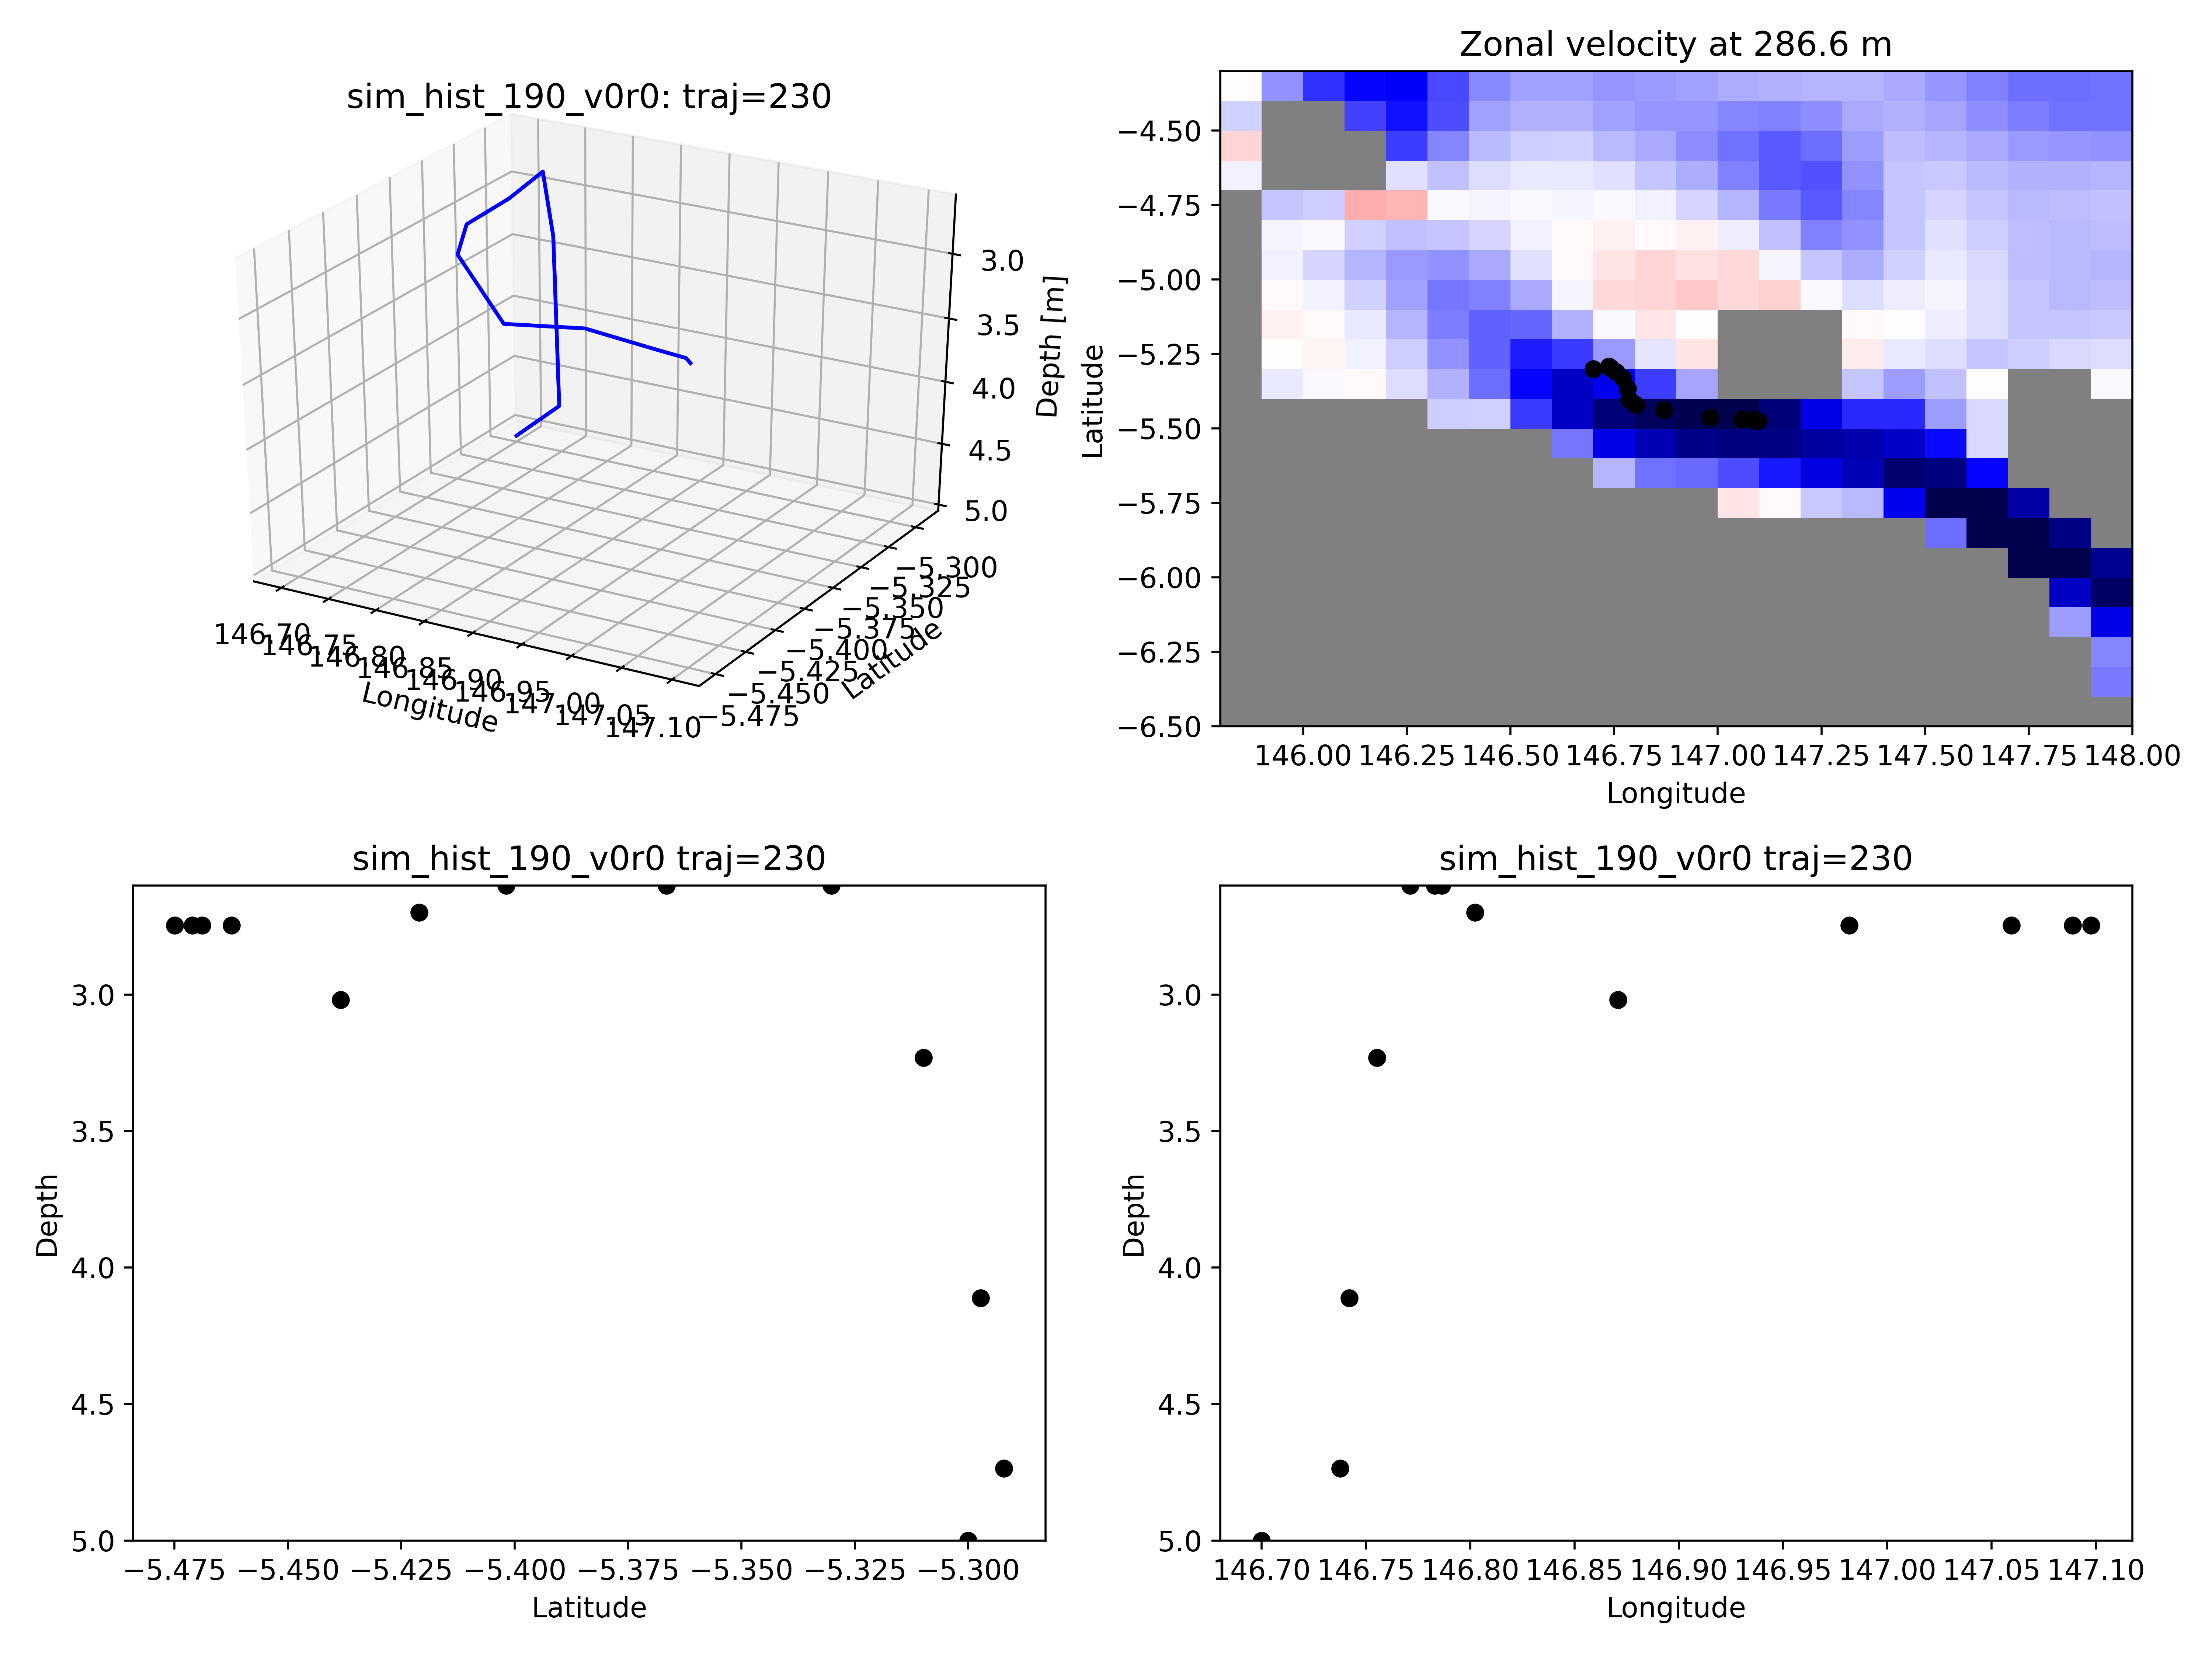 sim_hist_190_v0r0: traj=230
3.0
3.5
4.0
4.5
5.0
Depth [m]
146.70
146.75
146.80
146.85
146.90
146.95
147.00
147.05
147.10
Longitude
−5.300
−5.325
−5.350
−5.375
−5.400
−5.425
−5.450
−5.475
Latitude
Zonal velocity at 286.6 m
−4.50
−4.75
−5.00
−5.25
−5.50
−5.75
−6.00
−6.25
−6.50
Latitude
146.00 146.25 146.50 146.75 147.00 147.25 147.50 147.75 148.00
Longitude
sim_hist_190_v0r0 traj=230
3.0
3.5
4.0
4.5
5.0
Depth
−5.475 −5.450 −5.425 −5.400 −5.375 −5.350 −5.325 −5.300
Latitude
sim_hist_190_v0r0 traj=230
3.0
3.5
4.0
4.5
5.0
Depth
146.70 146.75 146.80 146.85 146.90 146.95 147.00 147.05 147.10
Longitude